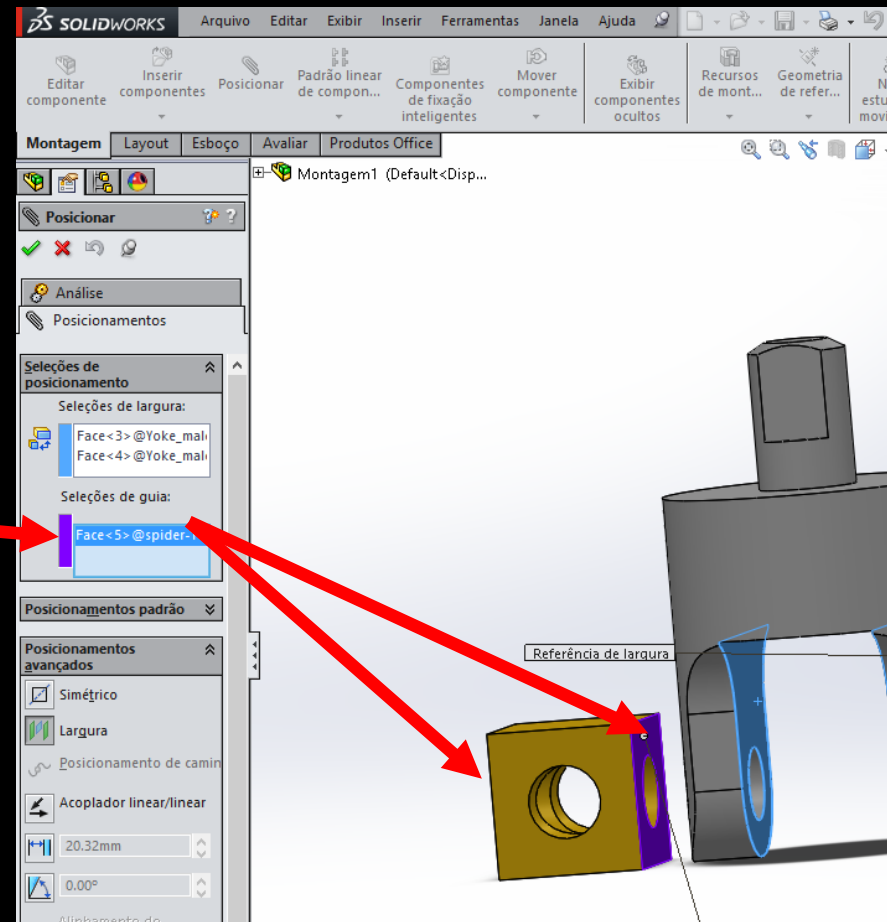 SOLIDWORKS Arquivo Editar Exibir Inserir Ferramentas Janela Ajuda
Editar componente
Inserir componentes
Posicionar
Padrão linear de compon...
Componentes de fixação inteligentes
Mover componente
Exibir componentes ocultos
Recursos de mont...
Geometria de refer...
Montagem Layout Esboço Avaliar Produtos Office
Montagem1 (Default<Disp...
Posicionar
Análise
Posicionamentos
Seleções de
posicionamento
Seleções de largura:
Face<3>@Yoke_mal
Face<4>@Yoke_mal
Seleções de guia:
Face<5>@spider-1
Posicionamentos padrão
Posicionamentos
avançados
Simétrico
Largura
Posicionamento de camin
Acoplador linear/linear
20.32mm
0.00°
Referência de largura